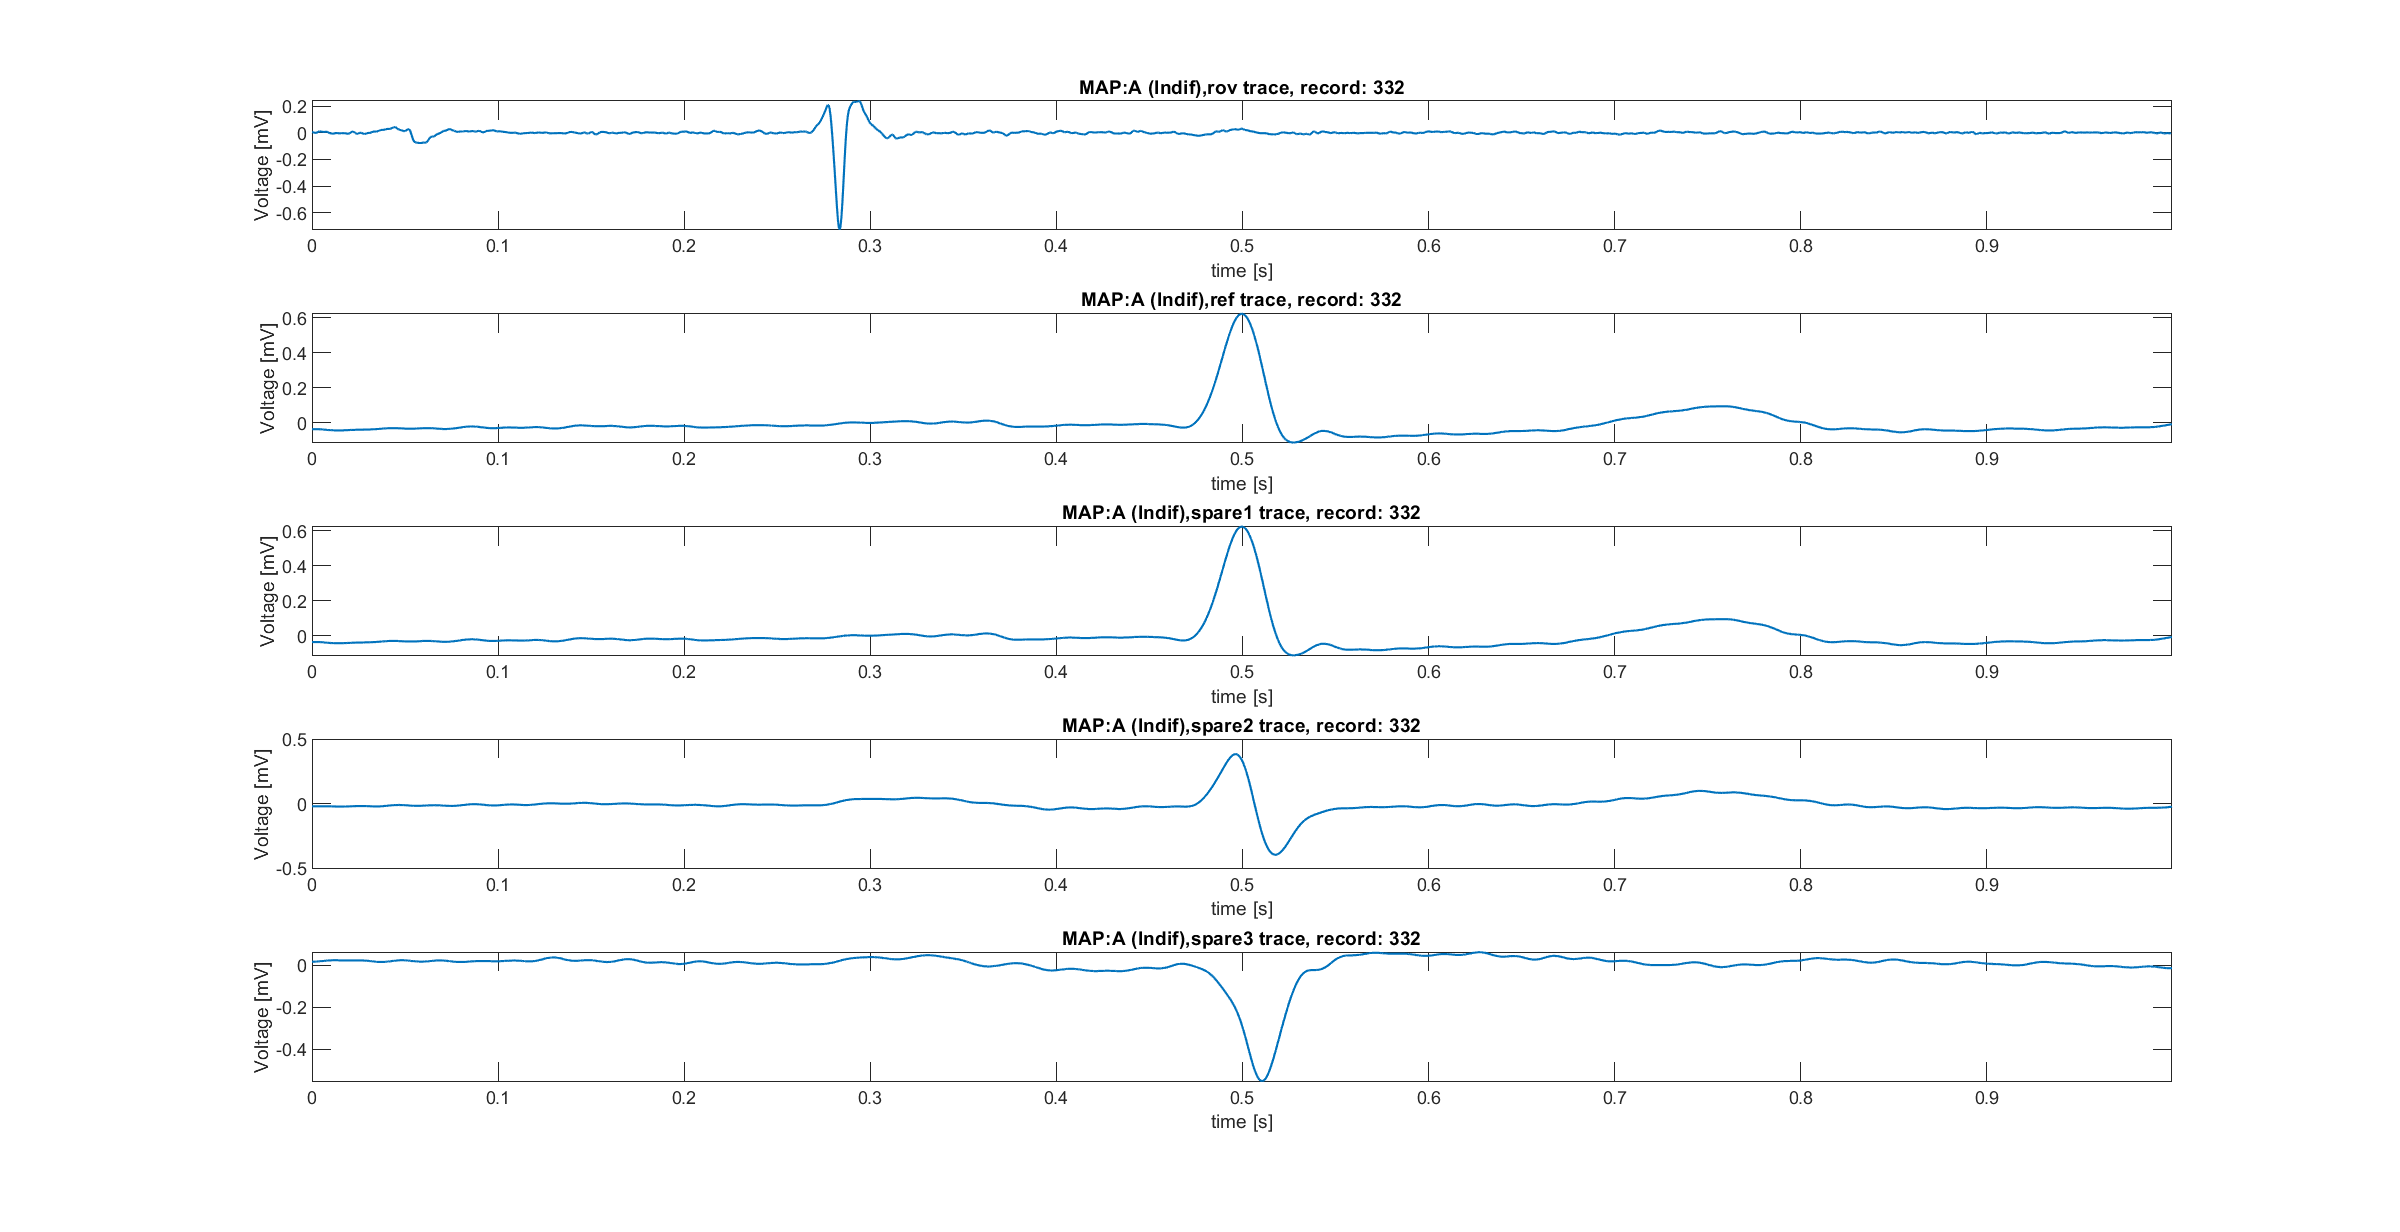 MAP:A (Indif),rov trace, record: 332
Voltage [mV]
0.2
0
-0.2
-0.4
-0.6
0 0.1 0.2 0.3 0.4 0.5 0.6 0.7 0.8 0.9
time [s]
MAP:A (Indif),ref trace, record: 332
Voltage [mV]
0.6
0.4
0.2
0
0 0.1 0.2 0.3 0.4 0.5 0.6 0.7 0.8 0.9
time [s]
MAP:A (Indif),spare1 trace, record: 332
Voltage [mV]
0.6
0.4
0.2
0
0 0.1 0.2 0.3 0.4 0.5 0.6 0.7 0.8 0.9
time [s]
MAP:A (Indif),spare2 trace, record: 332
Voltage [mV]
0.5
0
-0.5
0 0.1 0.2 0.3 0.4 0.5 0.6 0.7 0.8 0.9
time [s]
MAP:A (Indif),spare3 trace, record: 332
Voltage [mV]
0
-0.2
-0.4
0 0.1 0.2 0.3 0.4 0.5 0.6 0.7 0.8 0.9
time [s]